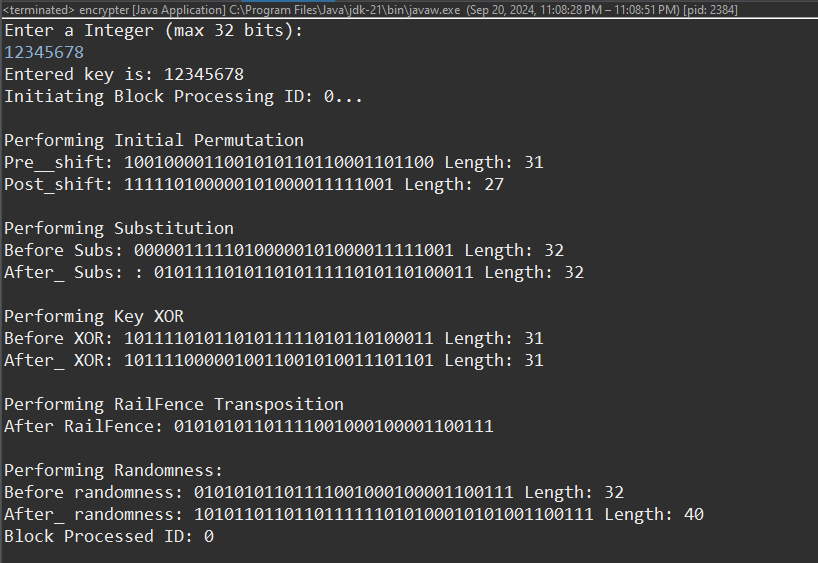 <terminated> encrypter [Java Application] C:\Program Files\Java\jdk-21\bin\javaw.exe (Sep 20, 2024, 11:08:28 PM – 11:08:51 PM) [pid: 2384]
Enter a Integer (max 32 bits):
12345678
Entered key is: 12345678
Initiating Block Processing ID: 0...
Performing Initial Permutation
Pre__shift: 1001000011001010110110001101100 Length: 31
Post_shift: 111110100000101000011111001 Length: 27
Performing Substitution
Before Subs: 00000111110100000101000011111001 Length: 32
After_ Subs: : 01011110101101011111010110100011 Length: 32
Performing Key XOR
Before XOR: 1011110101101011111010110100011 Length: 31
After_ XOR: 1011110000010011001010011101101 Length: 31
Performing RailFence Transposition
After RailFence: 01010101101111001000100001100111
Performing Randomness:
Before randomness: 01010101101111001000100001100111 Length: 32
After_ randomness: 1010110110110111111010100010101001100111 Length: 40
Block Processed ID: 0